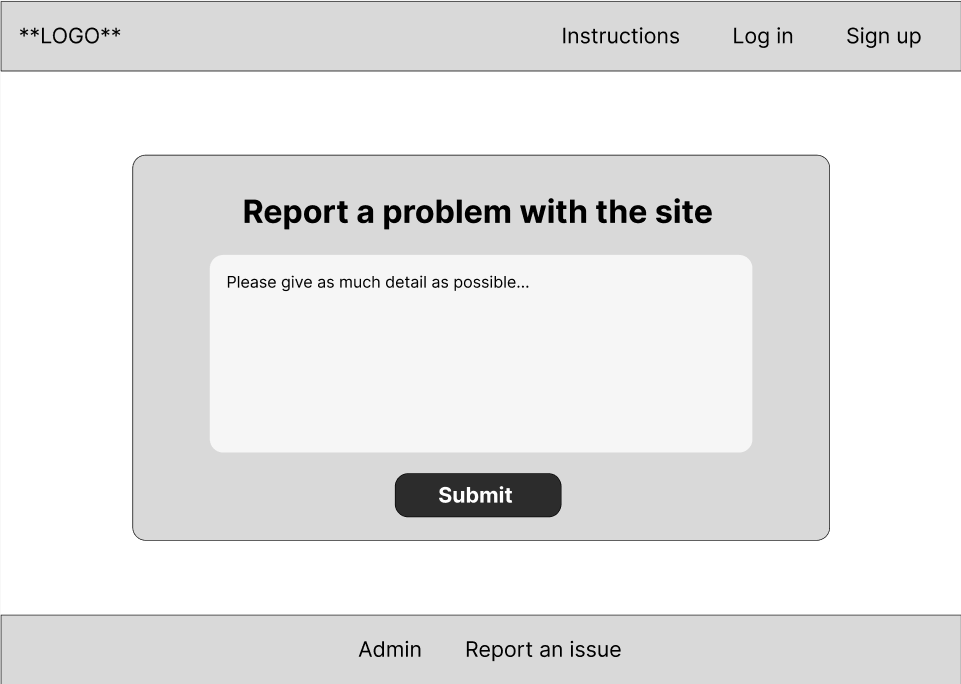 **LOGO** Instructions Log in Sign up
Report a problem with the site
Please give as much detail as possible...
Submit
Admin Report an issue